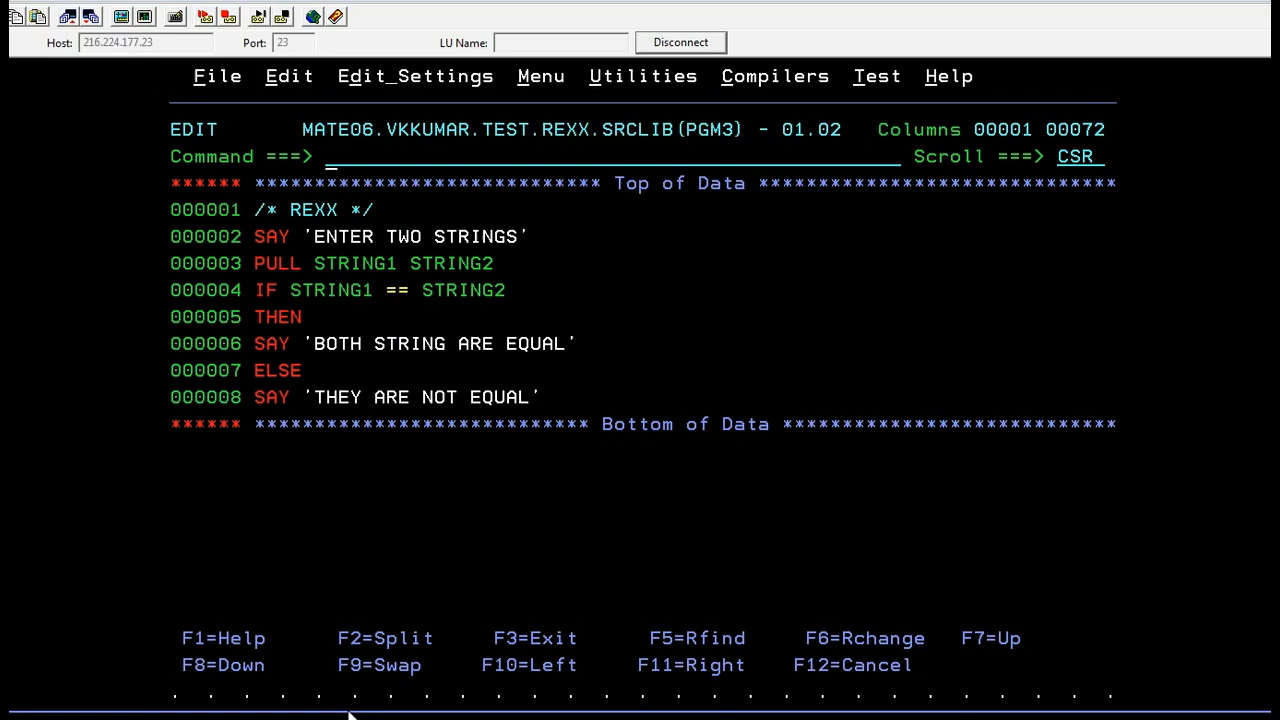 Host: 216.224.177.23 Port: 23 LU Name: Disconnect
File Edit Edit_Settings Menu Utilities Compilers Test Help
EDIT MATE06.VKKUMAR.TEST.REXX.SRCLIB(PGM3) - 01.02 Columns 00001 00072
Command ===> Scroll ===> CSR
****** ***************************** Top of Data ******************************
000001 /* REXX */
000002 SAY 'ENTER TWO STRINGS'
000003 PULL STRING1 STRING2
000004 IF STRING1 == STRING2
000005 THEN
000006 SAY 'BOTH STRING ARE EQUAL'
000007 ELSE
000008 SAY 'THEY ARE NOT EQUAL'
****** **************************** Bottom of Data ****************************
F1=Help F2=Split F3=Exit F5=Rfind F6=Rchange F7=Up
F8=Down F9=Swap F10=Left F11=Right F12=Cancel